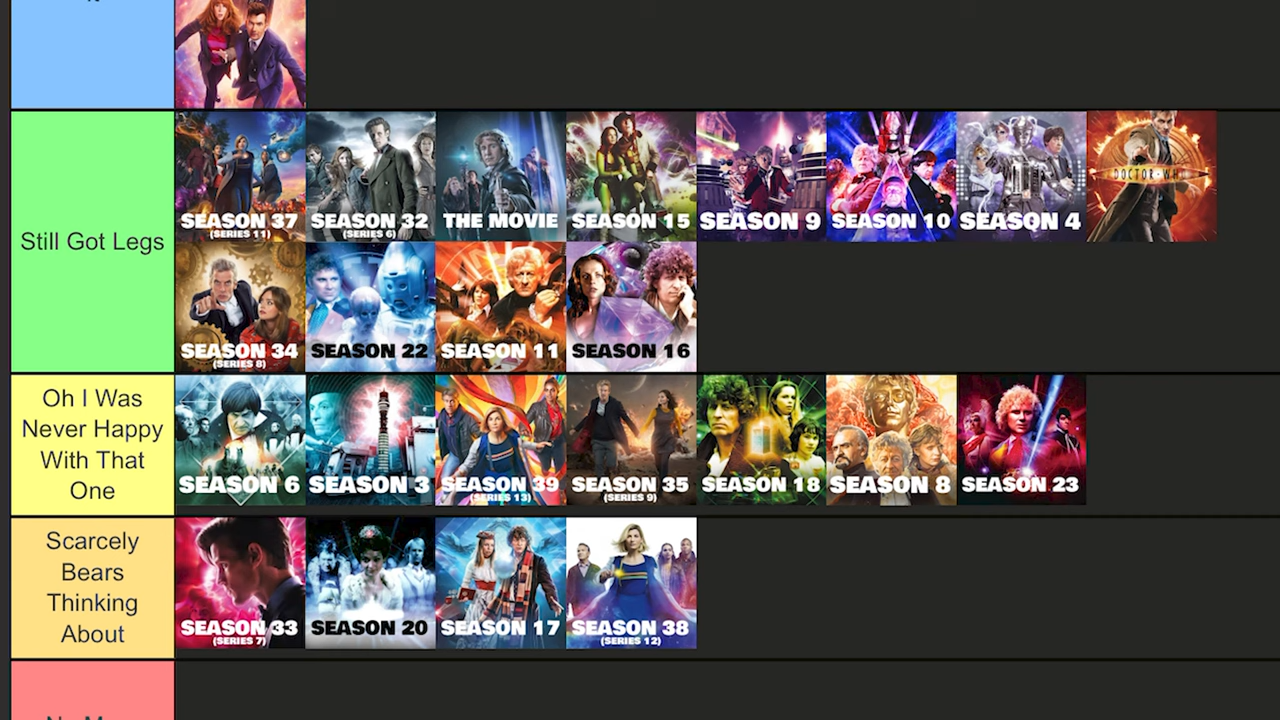 Still Got Legs
SEASON 37
(SERIES 11)
SEASON 32
(SERIES 6)
THE MOVIE
SEASON 15
SEASON 9
SEASON 10
SEASON 4
DOCTOR WHO
SEASON 34
(SERIES 8)
SEASON 22
SEASON 11
SEASON 16
Oh I Was
Never Happy
With That
One
SEASON 6
SEASON 3
SEASON 39
(SERIES 13)
SEASON 35
(SERIES 9)
SEASON 18
SEASON 8
SEASON 23
Scarcely
Bears
Thinking
About
SEASON 33
(SERIES 7)
SEASON 20
SEASON 17
SEASON 38
(SERIES 12)